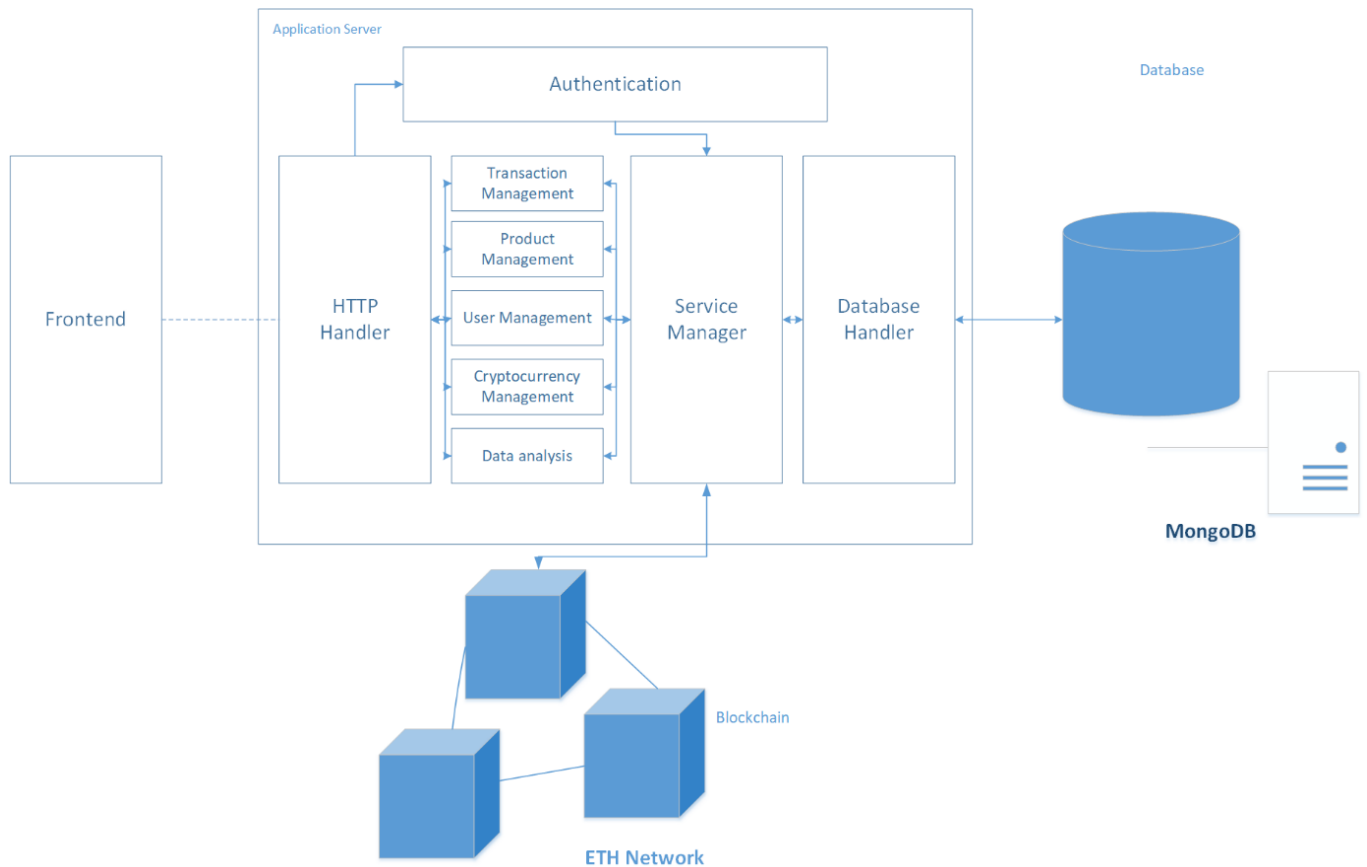 Application Server
Authentication
Database
Frontend
HTTP
Handler
Transaction
Management
Product
Management
User Management
Cryptocurrency
Management
Data analysis
Service
Manager
Database
Handler
MongoDB
Blockchain
ETH Network